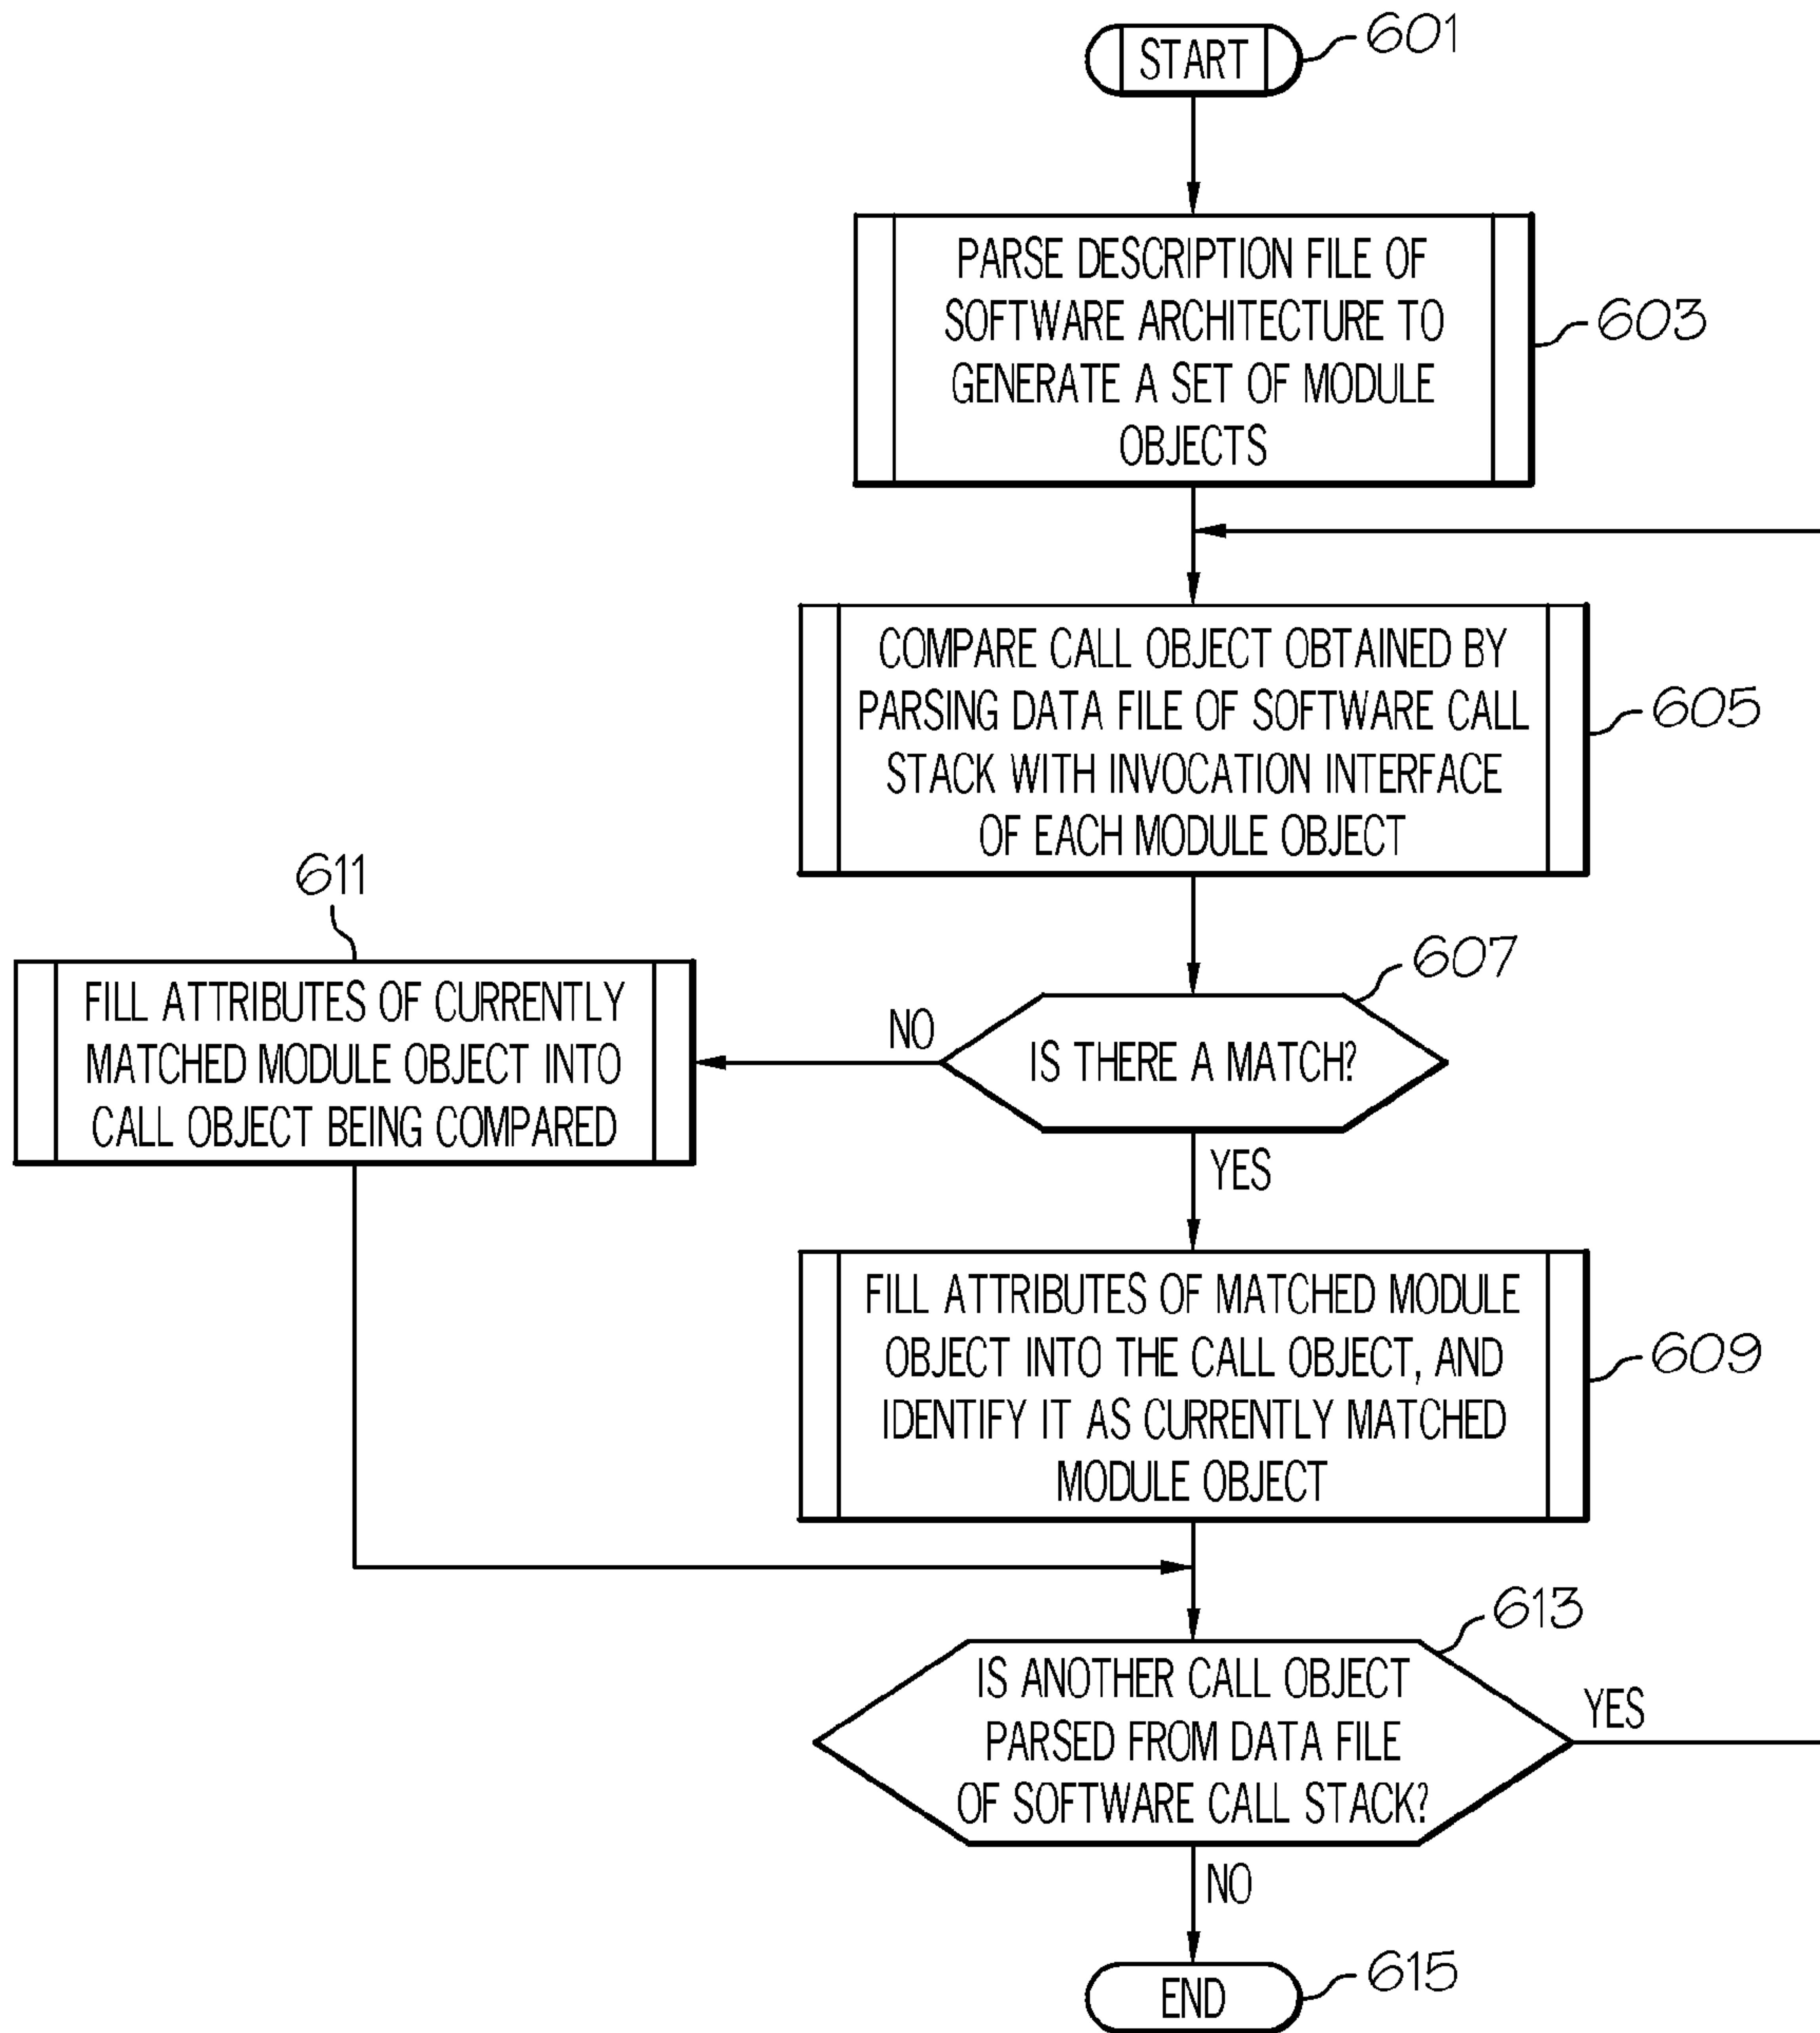 START
601
PARSE DESCRIPTION FILE OF
SOFTWARE ARCHITECTURE TO
GENERATE A SET OF MODULE
OBJECTS
603
COMPARE CALL OBJECT OBTAINED BY
PARSING DATA FILE OF SOFTWARE CALL
STACK WITH INVOCATION INTERFACE
OF EACH MODULE OBJECT
605
611
FILL ATTRIBUTES OF CURRENTLY
MATCHED MODULE OBJECT INTO
CALL OBJECT BEING COMPARED
NO
IS THERE A MATCH?
607
YES
FILL ATTRIBUTES OF MATCHED MODULE
OBJECT INTO THE CALL OBJECT, AND
IDENTIFY IT AS CURRENTLY MATCHED
MODULE OBJECT
609
613
IS ANOTHER CALL OBJECT
PARSED FROM DATA FILE
OF SOFTWARE CALL STACK?
YES
NO
END
615